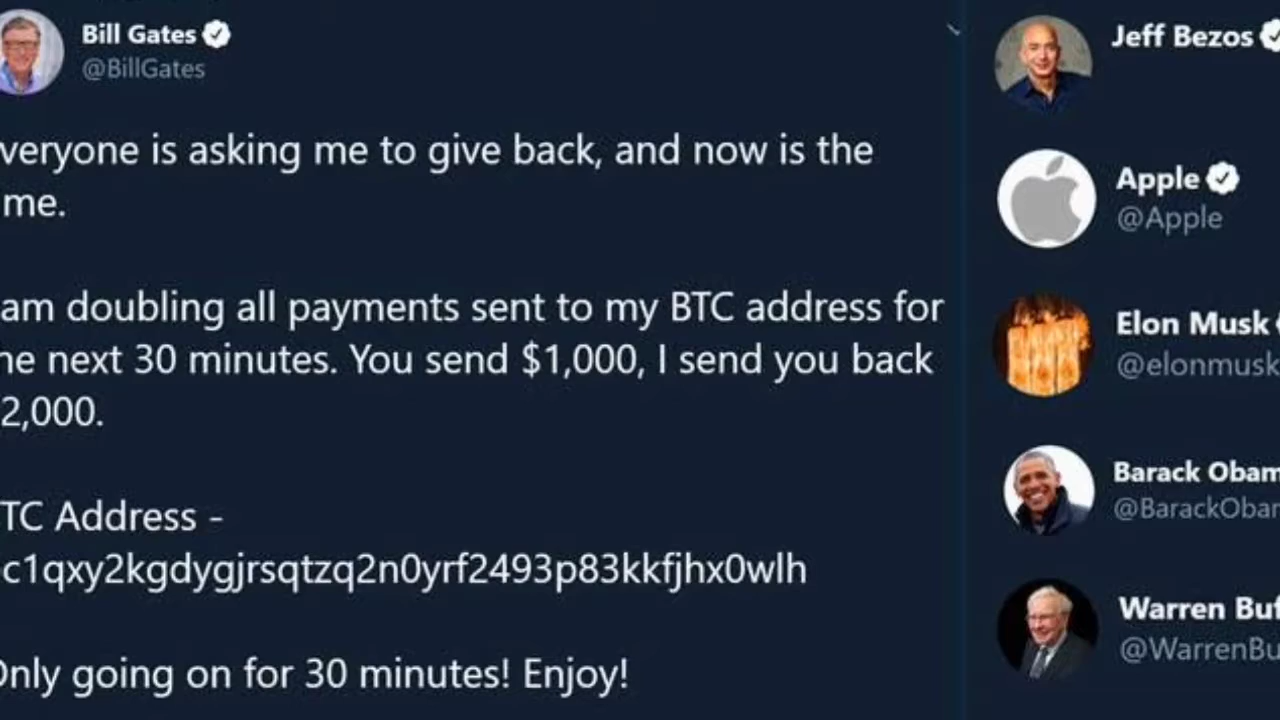 Bill Gates
@BillGates
veryone is asking me to give back, and now is the
me.
am doubling all payments sent to my BTC address for
he next 30 minutes. You send $1,000, I send you back
2,000.
TC Address -
c1qxy2kgdygjrsqtzq2n0yrf2493p83kkfjhx0wlh
Only going on for 30 minutes! Enjoy!
Jeff Bezos
Apple
@Apple
Elon Musk
@elonmusk
Barack Obam
@BarackObar
Warren Buf
@WarrenBu